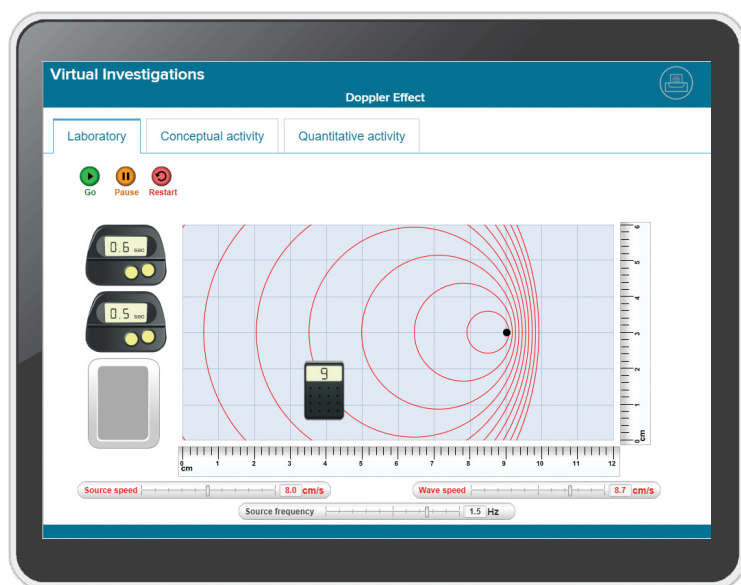 Virtual Investigations
Doppler Effect
Laboratory
Conceptual activity
Quantitative activity
Go
Pause
Restart
0.6 sec
0.5 sec
9
6
5
4
3
2
1
0
cm
0
1
2
3
4
5
6
7
8
9
10
11
12
cm
Source speed
8.0 cm/s
Wave speed
8.7 cm/s
Source frequency
1.5 Hz